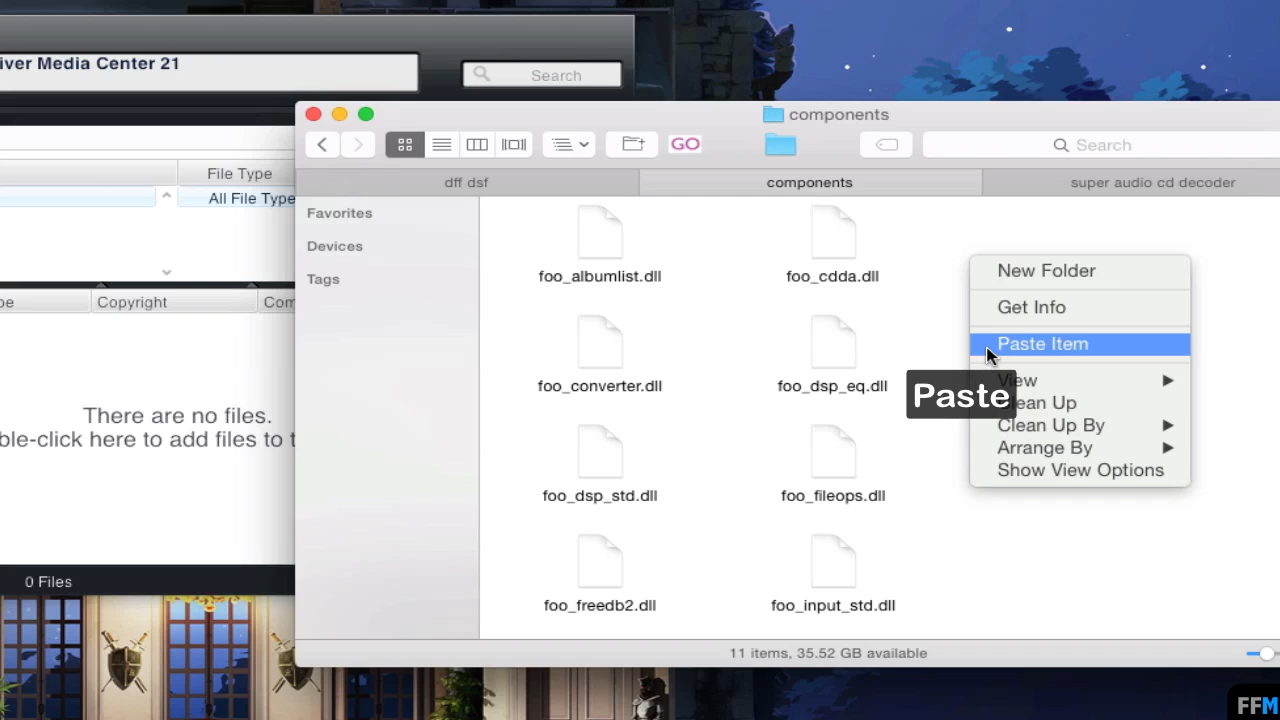 iver Media Center 21
Search
components
GO
Search
dff dsf
components
super audio cd decoder
File Type
All File Type
pe
Copyright
Com
There are no files.
ble-click here to add files to t
0 Files
Favorites
Devices
Tags
foo_albumlist.dll
foo_cdda.dll
foo_converter.dll
foo_dsp_eq.dll
foo_dsp_std.dll
foo_fileops.dll
foo_freedb2.dll
foo_input_std.dll
New Folder
Get Info
Paste Item
View
Clean Up
Clean Up By
Arrange By
Show View Options
Paste
11 items, 35.52 GB available
FFM